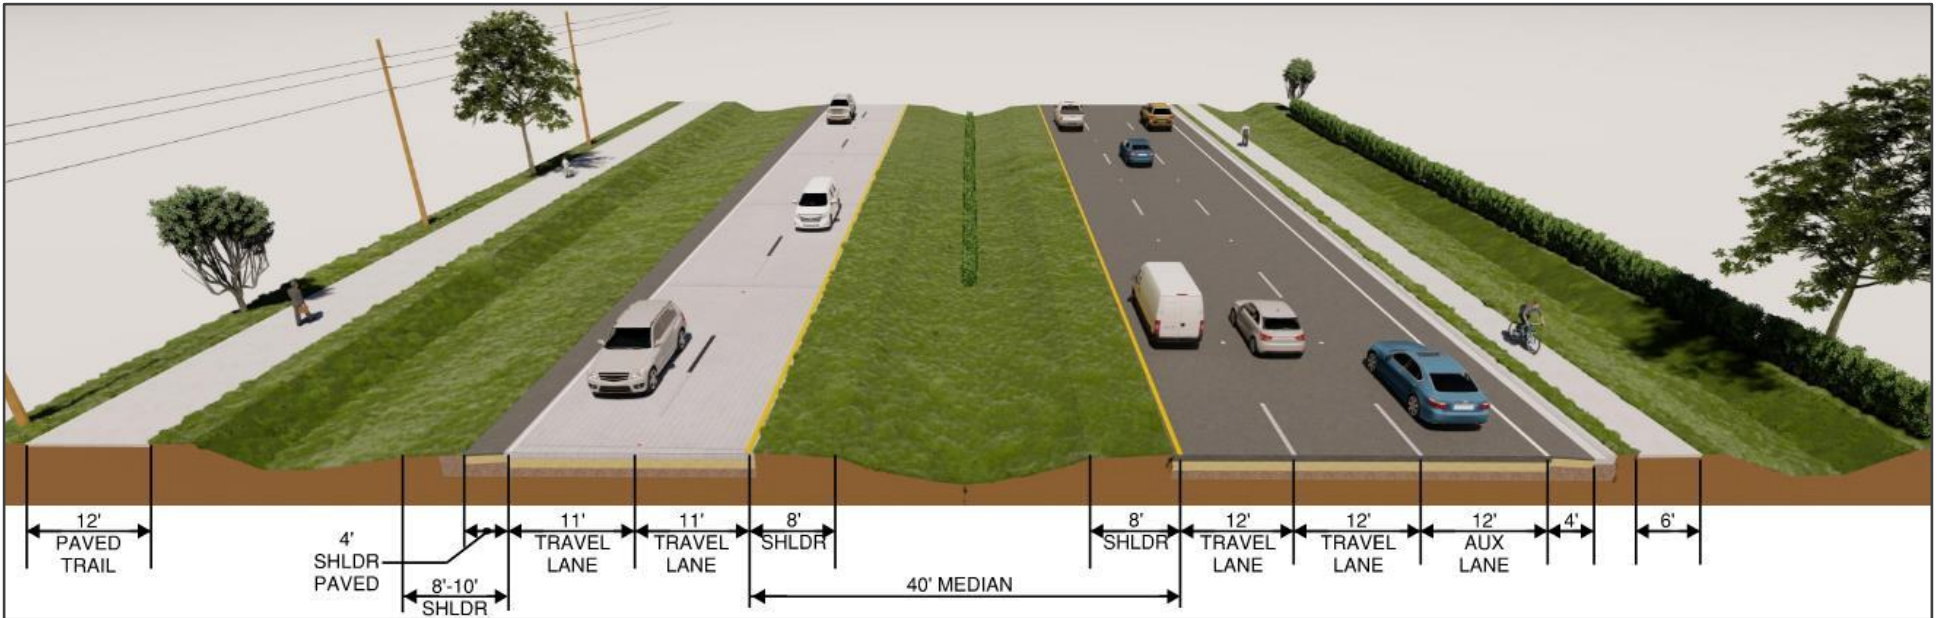 12'
PAVED
TRAIL
4'
SHLDR
PAVED
8'-10'
SHLDR
11'
TRAVEL
LANE
11'
TRAVEL
LANE
8'
SHLDR
40' MEDIAN
8'
SHLDR
12'
TRAVEL
LANE
12'
TRAVEL
LANE
12'
AUX
LANE
4'
6'